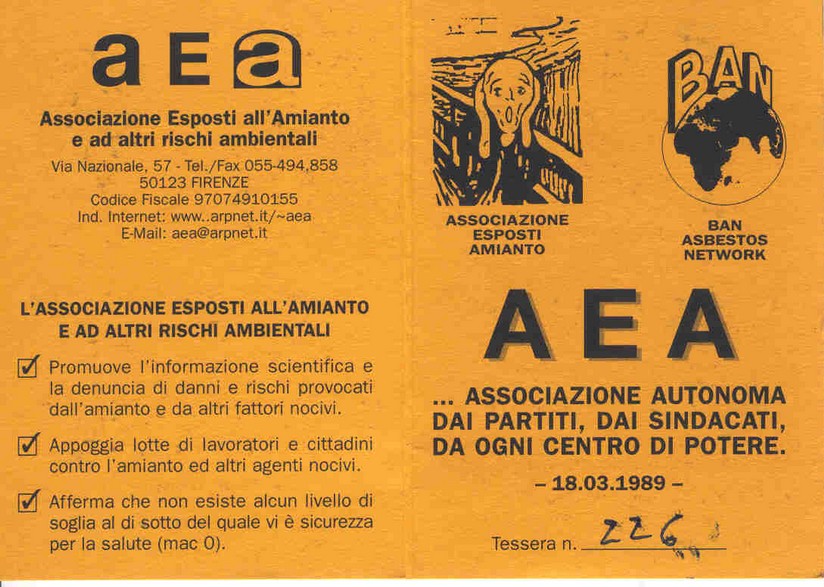 aEa
Associazione Esposti all'Amianto
e ad altri rischi ambientali
Via Nazionale, 57 - Tel./Fax 055-494,858
50123 FIRENZE
Codice Fiscale 97074910155
Ind. Internet: www..arpnet.it/~aea
E-Mail: aea@arpnet.it
L'ASSOCIAZIONE ESPOSTI ALL'AMIANTO
E AD ALTRI RISCHI AMBIENTALI
Promuove l'informazione scientifica e
la denuncia di danni e rischi provocati
dall'amianto e da altri fattori nocivi.
Appoggia lotte di lavoratori e cittadini
contro l'amianto ed altri agenti nocivi.
Afferma che non esiste alcun livello di
soglia al di sotto del quale vi è sicurezza
per la salute (mac 0).
ASSOCIAZIONE
ESPOSTI
AMIANTO
BAN
BAN
ASBESTOS
NETWORK
AEA
... ASSOCIAZIONE AUTONOMA
DAI PARTITI, DAI SINDACATI,
DA OGNI CENTRO DI POTERE.
– 18.03.1989 –
Tessera n. 226